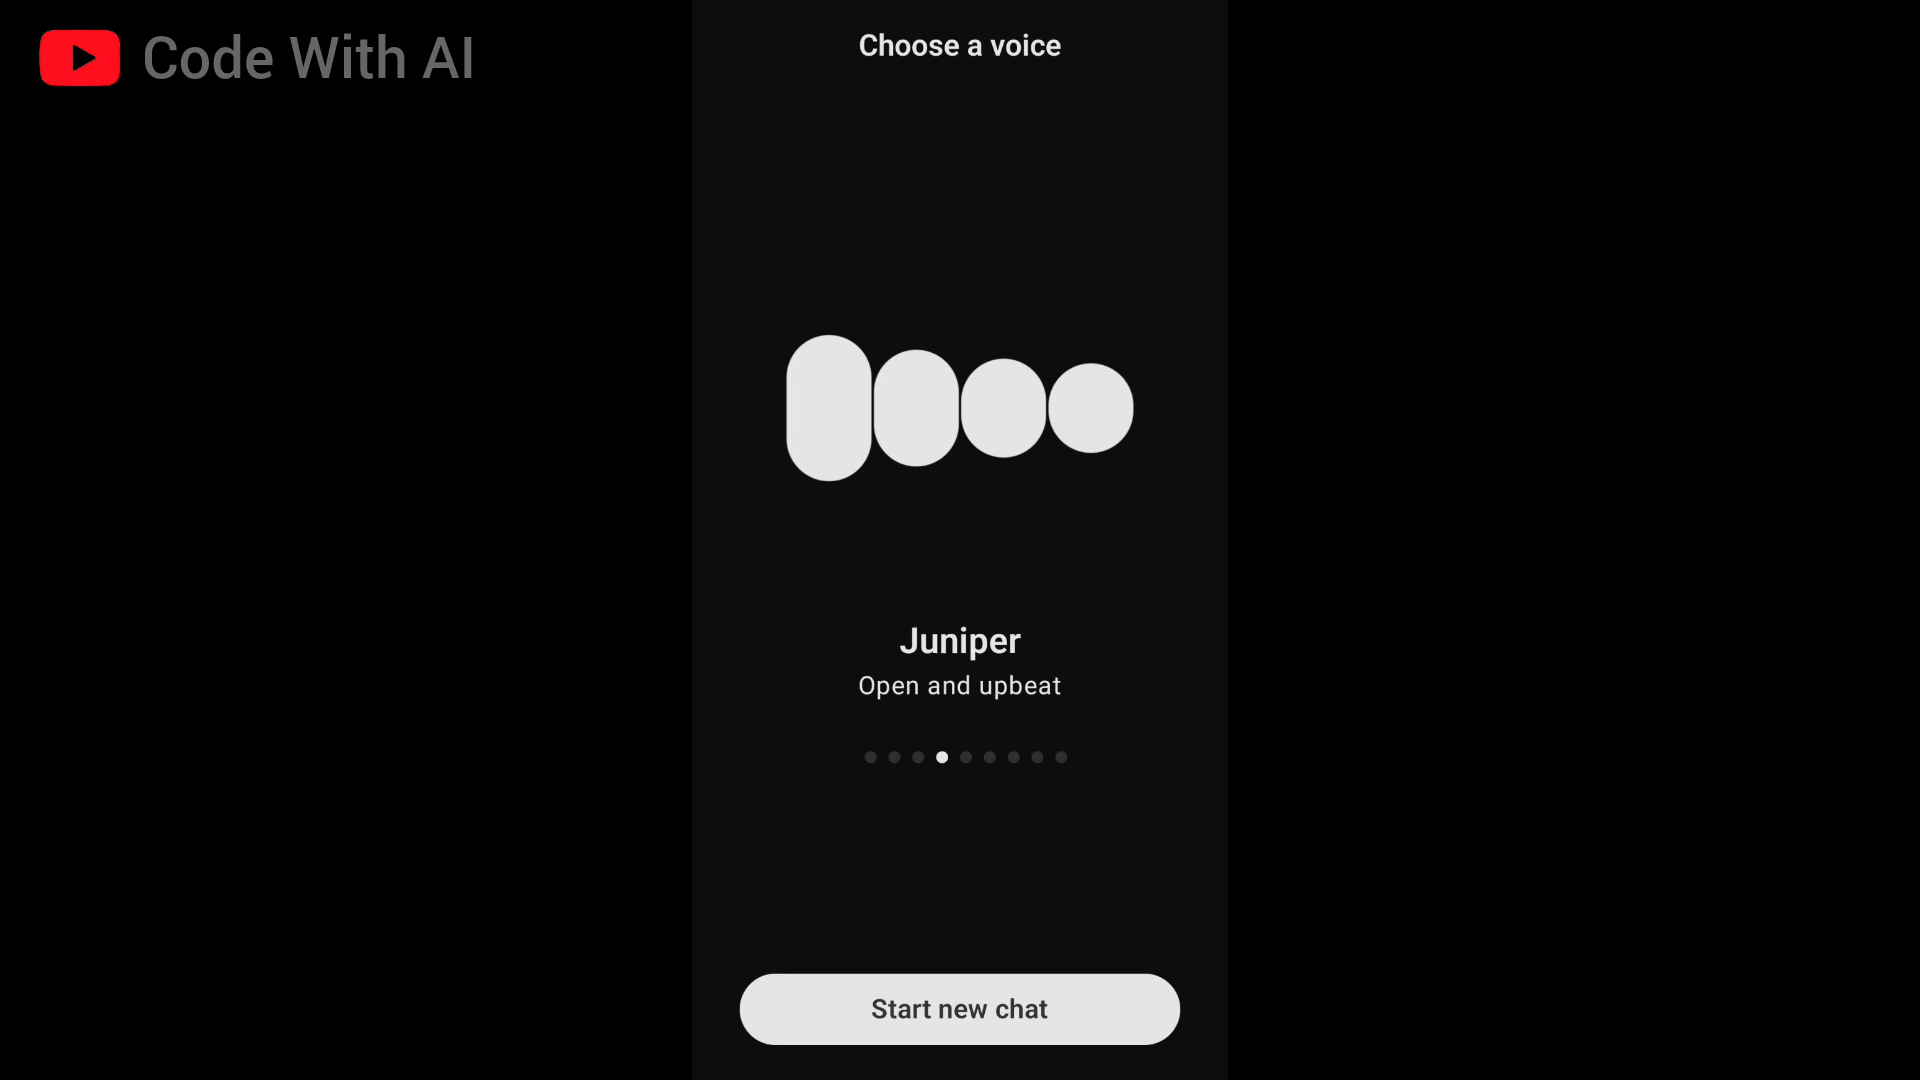 Code With AI
Choose a voice
Juniper
Open and upbeat
Start new chat